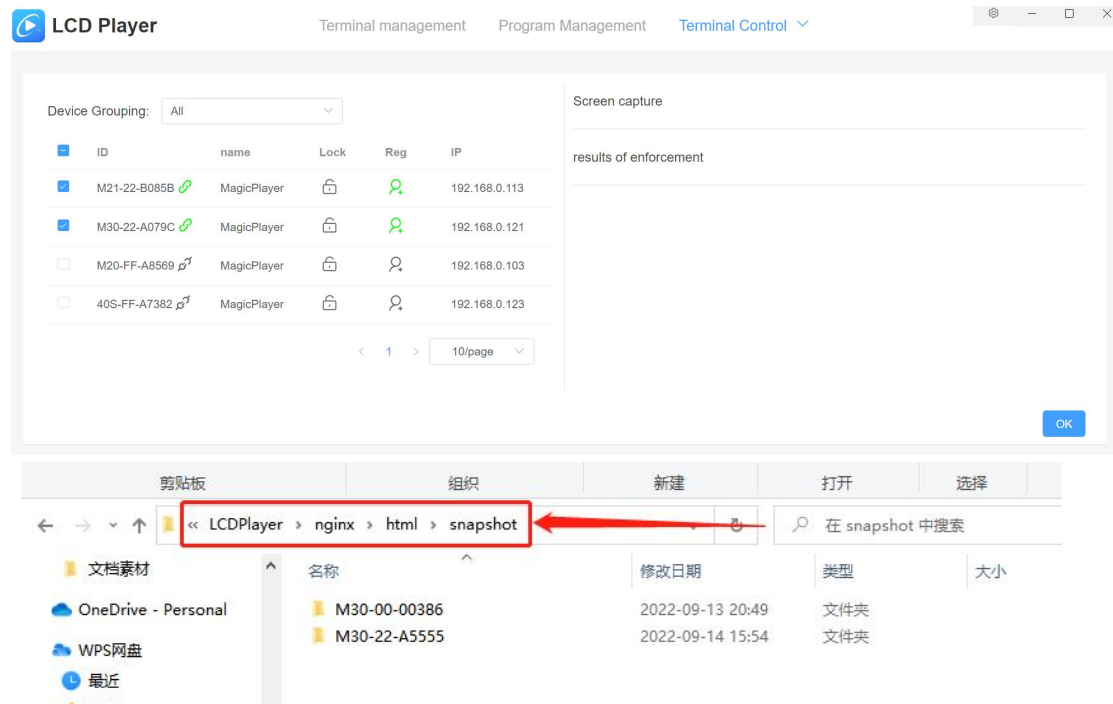 LCD Player Terminal management Program Management Terminal Control
Device Grouping: All
ID name Lock Reg IP
M21-22-B085B MagicPlayer 192.168.0.113
M30-22-A079C MagicPlayer 192.168.0.121
M20-FF-A8569 MagicPlayer 192.168.0.103
40S-FF-A7382 MagicPlayer 192.168.0.123
1 10/page
Screen capture
results of enforcement
OK
剪贴板 组织 新建 打开 选择
« LCDPlayer › nginx › html › snapshot 在 snapshot 中搜索
文档素材
OneDrive - Personal
WPS网盘
最近
名称 修改日期 类型 大小
M30-00-00386 2022-09-13 20:49 文件夹
M30-22-A5555 2022-09-14 15:54 文件夹